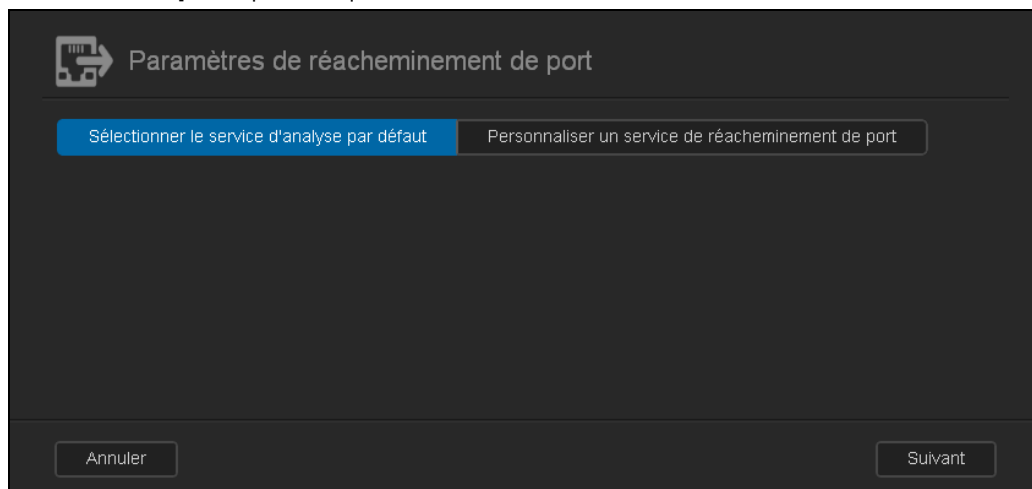 Paramètres de réacheminement de port
Sélectionner le service d'analyse par défaut
Personnaliser un service de réacheminement de port
Annuler
Suivant